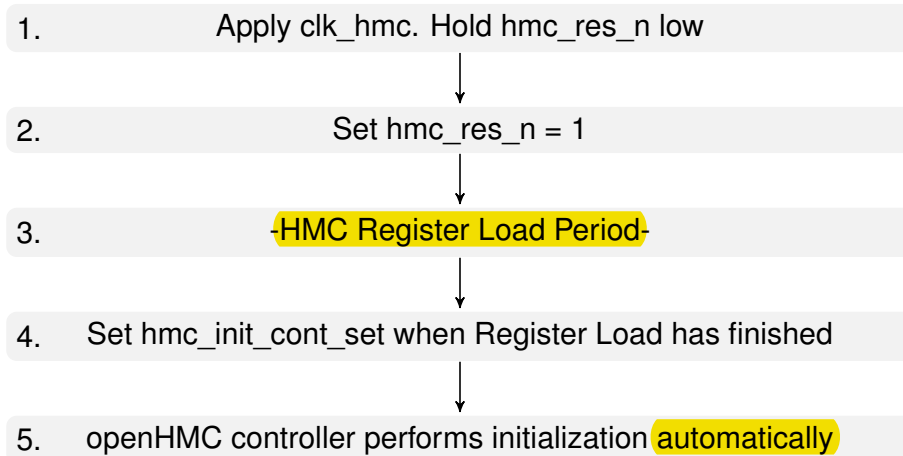 1. Apply clk_hmc. Hold hmc_res_n low
2. Set hmc_res_n = 1
3. -HMC Register Load Period-
4. Set hmc_init_cont_set when Register Load has finished
5. openHMC controller performs initialization automatically